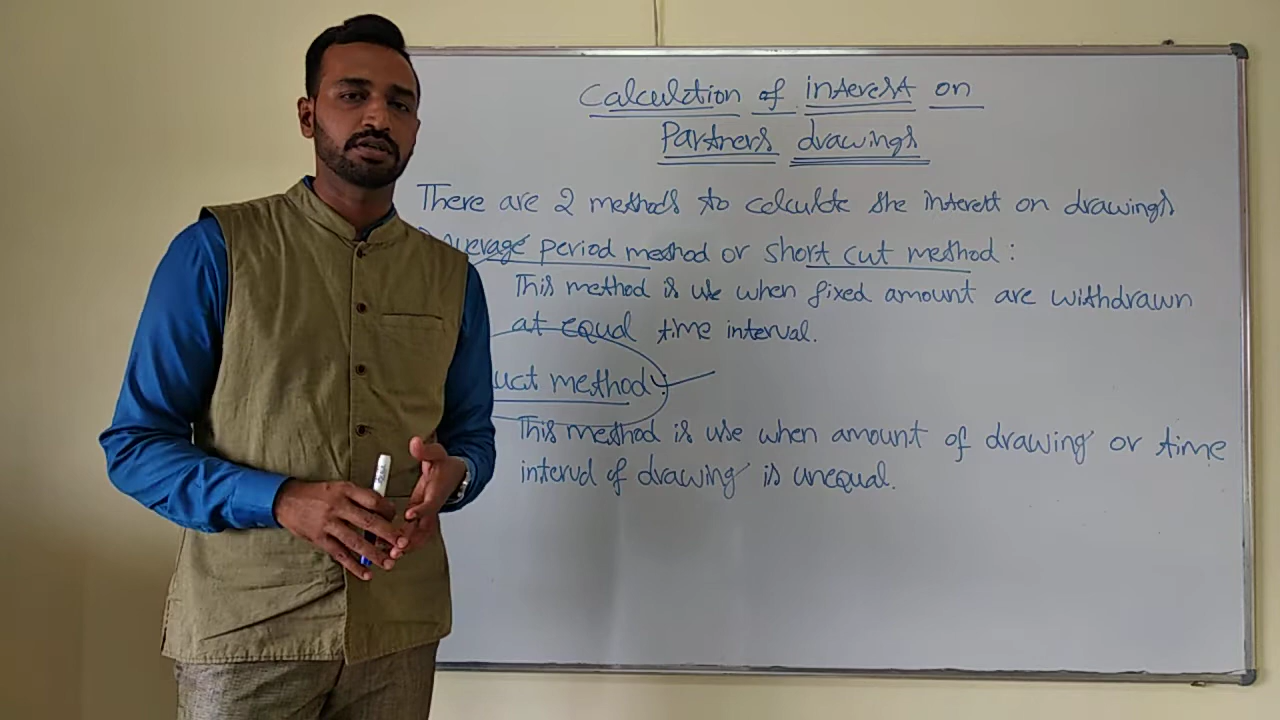 Calculation of interest on
Partners drawings
There are 2 methods to calculate the interest on drawings
average period method or short cut method :
This method is use when fixed amount are withdrawn
at equal time interval.
uct method :
This method is use when amount of drawing or time
interval of drawing is unequal.